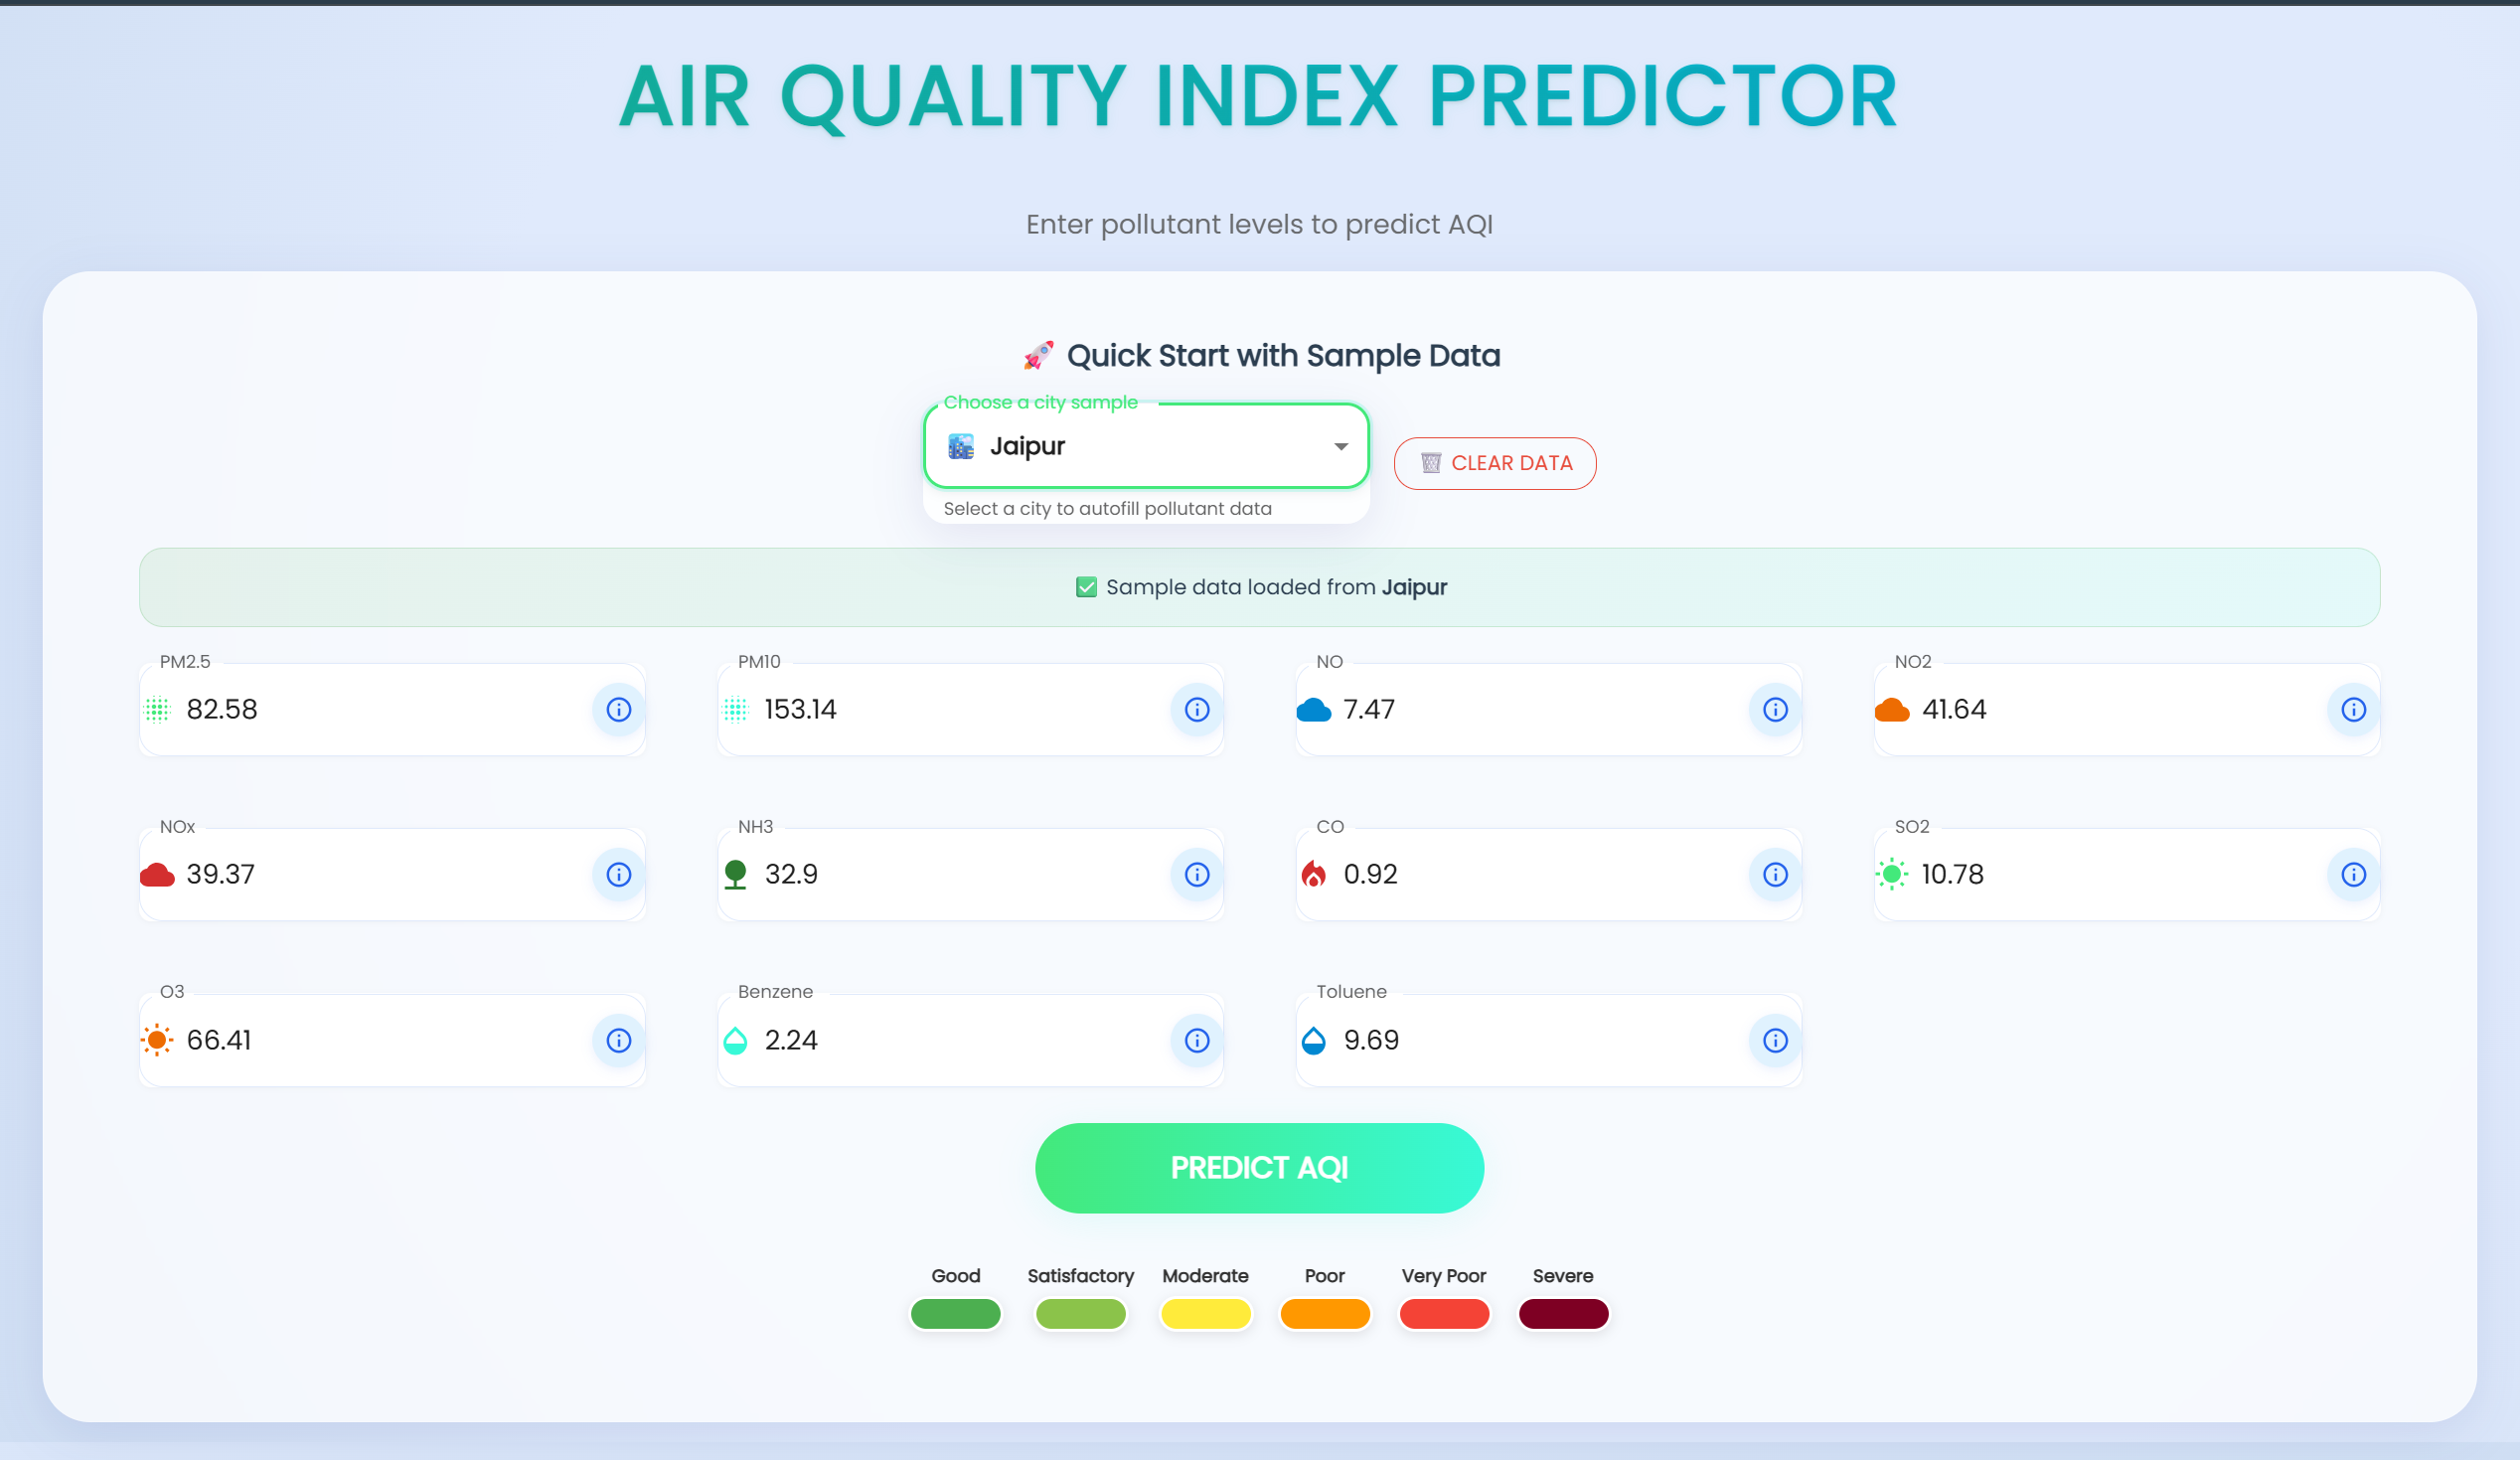 AIR QUALITY INDEX PREDICTOR
Enter pollutant levels to predict AQI
🚀 Quick Start with Sample Data
Choose a city sample
🏙️ Jaipur
🗑️ CLEAR DATA
Select a city to autofill pollutant data
✅ Sample data loaded from Jaipur
PM2.5
82.58
PM10
153.14
NO
7.47
NO2
41.64
NOx
39.37
NH3
32.9
CO
0.92
SO2
10.78
O3
66.41
Benzene
2.24
Toluene
9.69
PREDICT AQI
Good
Satisfactory
Moderate
Poor
Very Poor
Severe